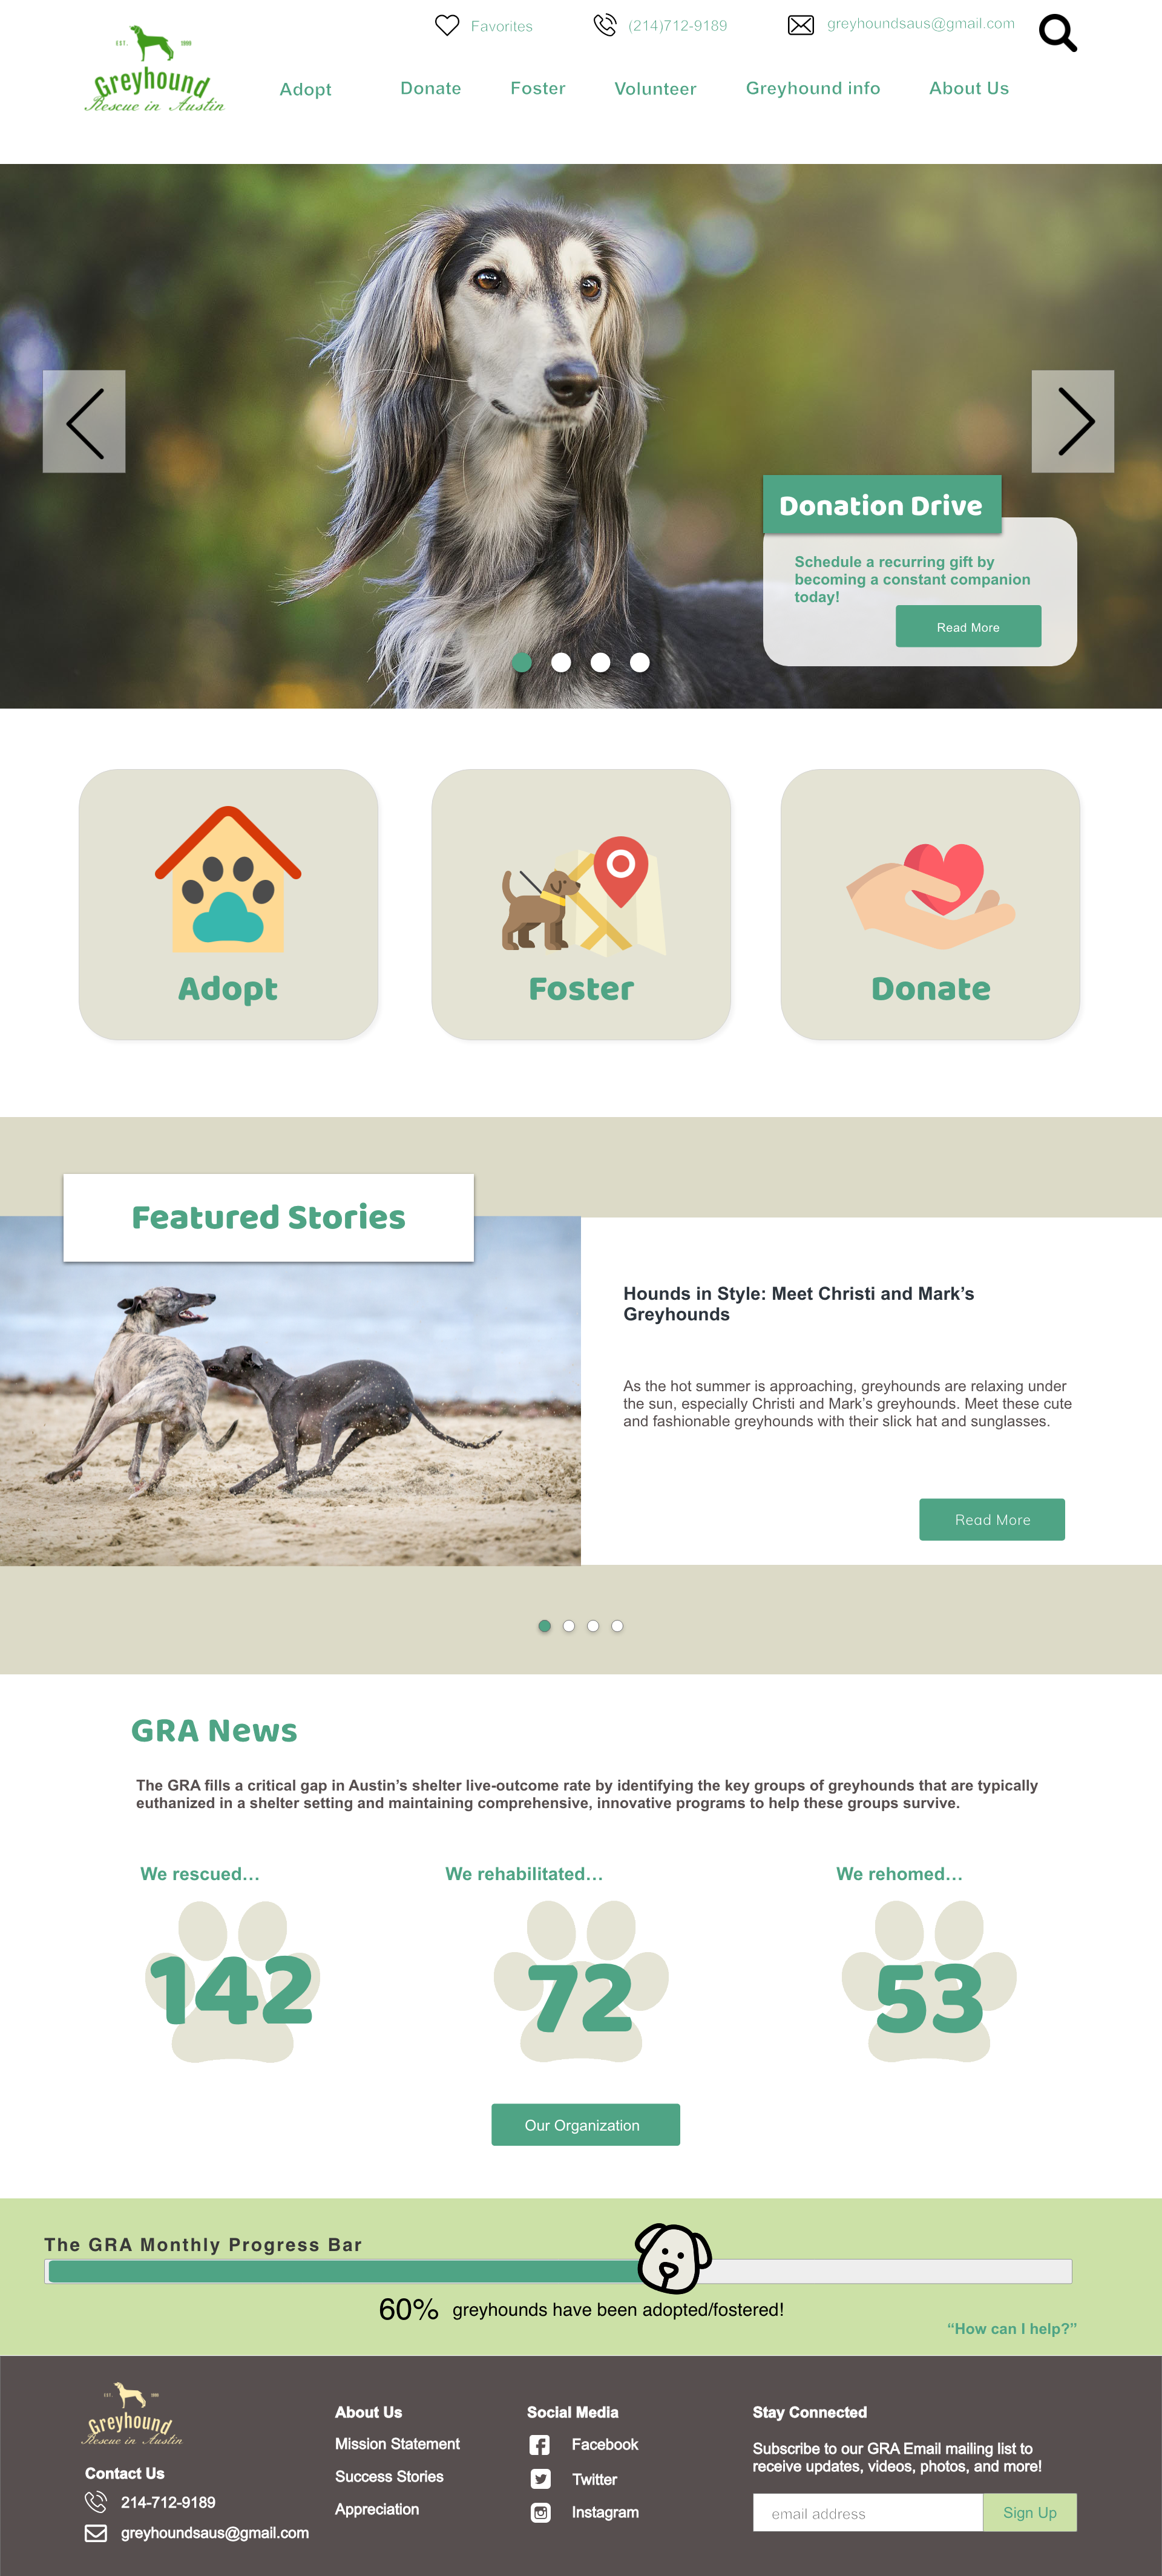 Favorites
(214)712-9189
greyhoundsaus@gmail.com
EST. 1999
Greyhound
Rescue in Austin
Adopt
Donate
Foster
Volunteer
Greyhound info
About Us
Donation Drive
Schedule a recurring gift by
becoming a constant companion
today!
Read More
Adopt
Foster
Donate
Featured Stories
Hounds in Style: Meet Christi and Mark’s
Greyhounds
As the hot summer is approaching, greyhounds are relaxing under
the sun, especially Christi and Mark’s greyhounds. Meet these cute
and fashionable greyhounds with their slick hat and sunglasses.
Read More
GRA News
The GRA fills a critical gap in Austin’s shelter live-outcome rate by identifying the key groups of greyhounds that are typically
euthanized in a shelter setting and maintaining comprehensive, innovative programs to help these groups survive.
We rescued…
142
We rehabilitated…
72
We rehomed…
53
Our Organization
The GRA Monthly Progress Bar
60% greyhounds have been adopted/fostered!
“How can I help?”
EST. 1999
Greyhound
Rescue in Austin
Contact Us
214-712-9189
greyhoundsaus@gmail.com
About Us
Mission Statement
Success Stories
Appreciation
Social Media
Facebook
Twitter
Instagram
Stay Connected
Subscribe to our GRA Email mailing list to
receive updates, videos, photos, and more!
email address
Sign Up